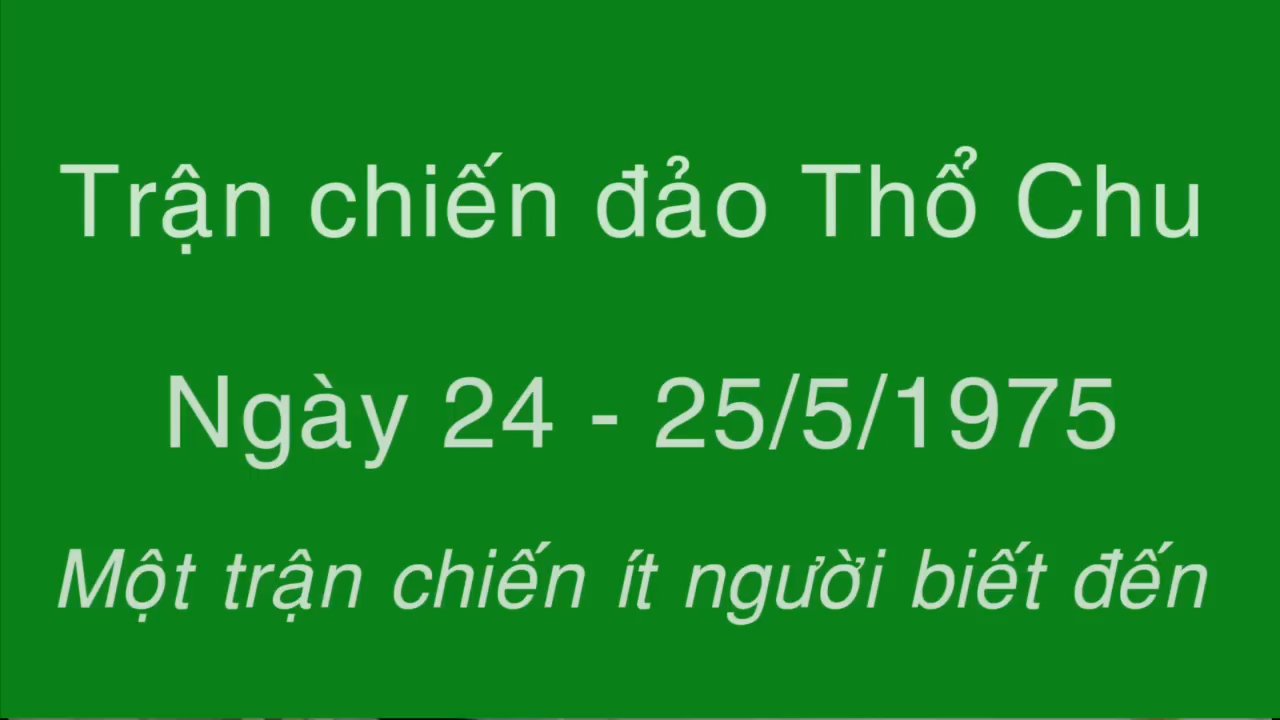 Trận chiến đảo Thổ Chu
Ngày 24 - 25/5/1975
Một trận chiến ít người biết đến